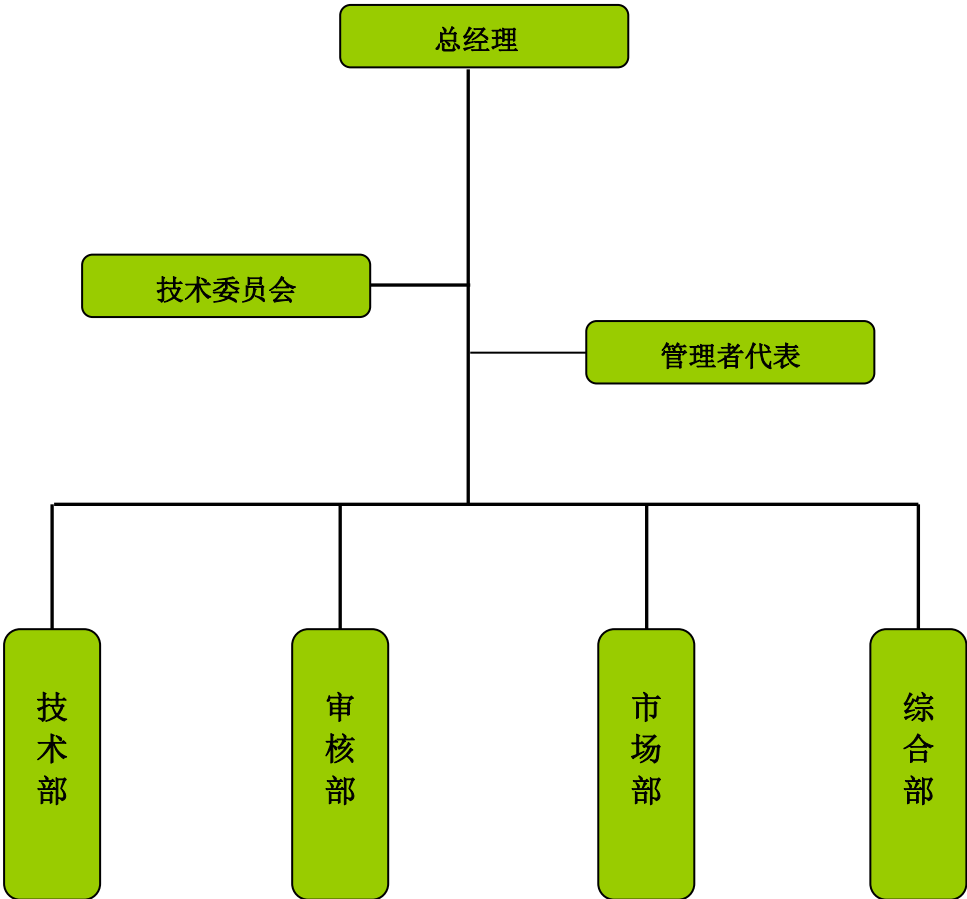 总经理
技术委员会
管理者代表
技术部
审核部
市场部
综合部